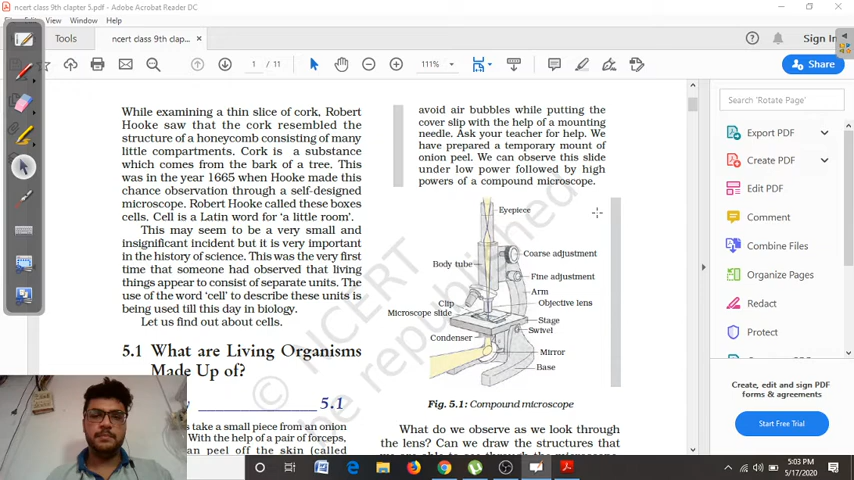 ncert class 9th chapter 5.pdf - Adobe Acrobat Reader DC
View Window Help
Tools
ncert class 9th clap...
Sign In
1 / 11
111%
Share
While examining a thin slice of cork, Robert
Hooke saw that the cork resembled the
structure of a honeycomb consisting of many
little compartments. Cork is a substance
which comes from the bark of a tree. This
was in the year 1665 when Hooke made this
chance observation through a self-designed
microscope. Robert Hooke called these boxes
cells. Cell is a Latin word for ‘a little room’.
This may seem to be a very small and
insignificant incident but it is very important
in the history of science. This was the very first
time that someone had observed that living
things appear to consist of separate units. The
use of the word ‘cell’ to describe these units is
being used till this day in biology.
Let us find out about cells.
5.1 What are Living Organisms
Made Up of?
5.1
take a small piece from an onion
With the help of a pair of forceps,
peel off the skin (called
avoid air bubbles while putting the
cover slip with the help of a mounting
needle. Ask your teacher for help. We
have prepared a temporary mount of
onion peel. We can observe this slide
under low power followed by high
powers of a compound microscope.
Eyepiece
Coarse adjustment
Body tube
Fine adjustment
Arm
Clip
Objective lens
Microscope slide
Stage
Swivel
Condenser
Mirror
Base
© NCERT
be republished
Fig. 5.1: Compound microscope
What do we observe as we look through
the lens? Can we draw the structures that
Search 'Rotate Page'
Export PDF
Create PDF
Edit PDF
Comment
Combine Files
Organize Pages
Redact
Protect
Create, edit and sign PDF
forms & agreements
Start Free Trial
5:03 PM
5/17/2020